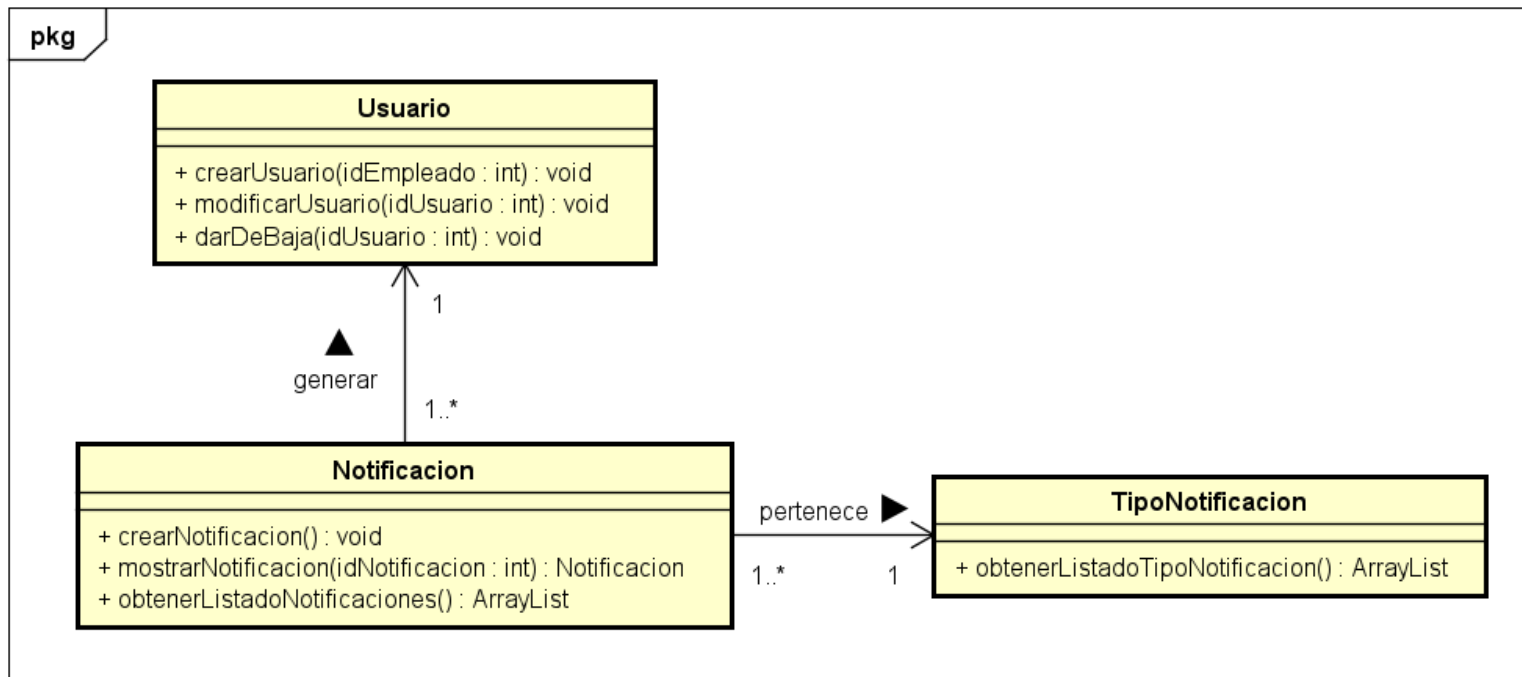 pkg
Usuario
+ crearUsuario(idEmpleado : int) : void
+ modificarUsuario(idUsuario : int) : void
+ darDeBaja(idUsuario : int) : void
1
generar
1..*
Notificacion
+ crearNotificacion() : void
+ mostrarNotificacion(idNotificacion : int) : Notificacion
+ obtenerListadoNotificaciones() : ArrayList
pertenece
1..*
1
TipoNotificacion
+ obtenerListadoTipoNotificacion() : ArrayList